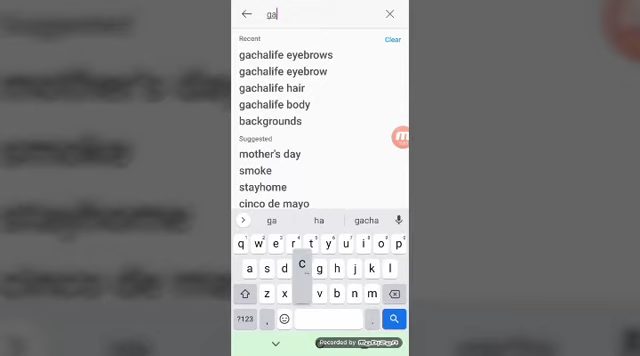 ga
Recent
Clear
gachalife eyebrows
gachalife eyebrow
gachalife hair
gachalife body
backgrounds
Suggested
mother's day
smoke
stayhome
cinco de mayo
ga ha gacha
q w e r t y u i o p
a s d g h j k l
C
z x v b n m
?123 , .
Recorded by